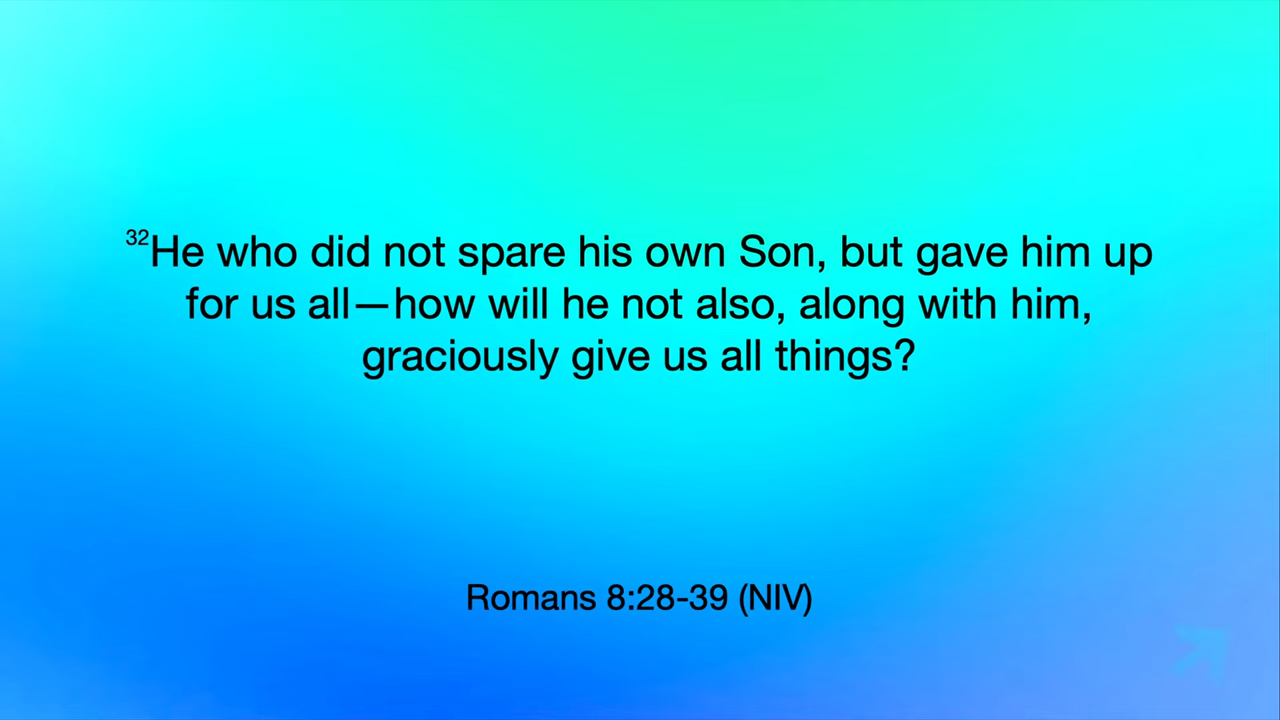 32He who did not spare his own Son, but gave him up
for us all—how will he not also, along with him,
graciously give us all things?
Romans 8:28-39 (NIV)